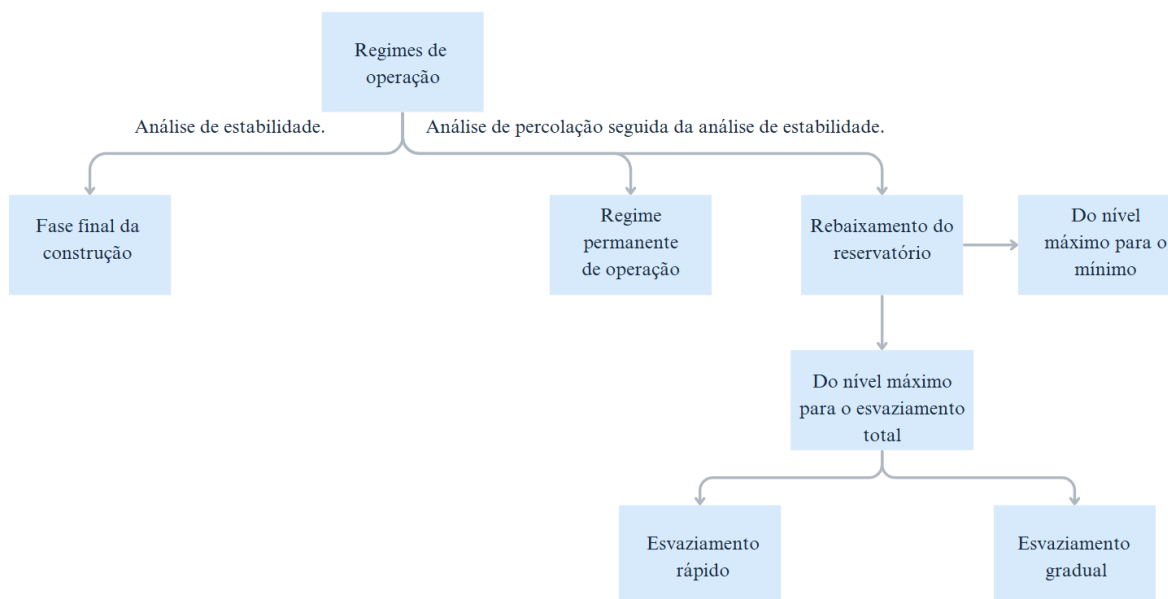 Regimes de
operação
Análise de estabilidade.
Análise de percolação seguida da análise de estabilidade.
Fase final da
construção
Regime
permanente
de operação
Rebaixamento do
reservatório
Do nível
máximo para o
mínimo
Do nível máximo
para o esvaziamento
total
Esvaziamento
rápido
Esvaziamento
gradual